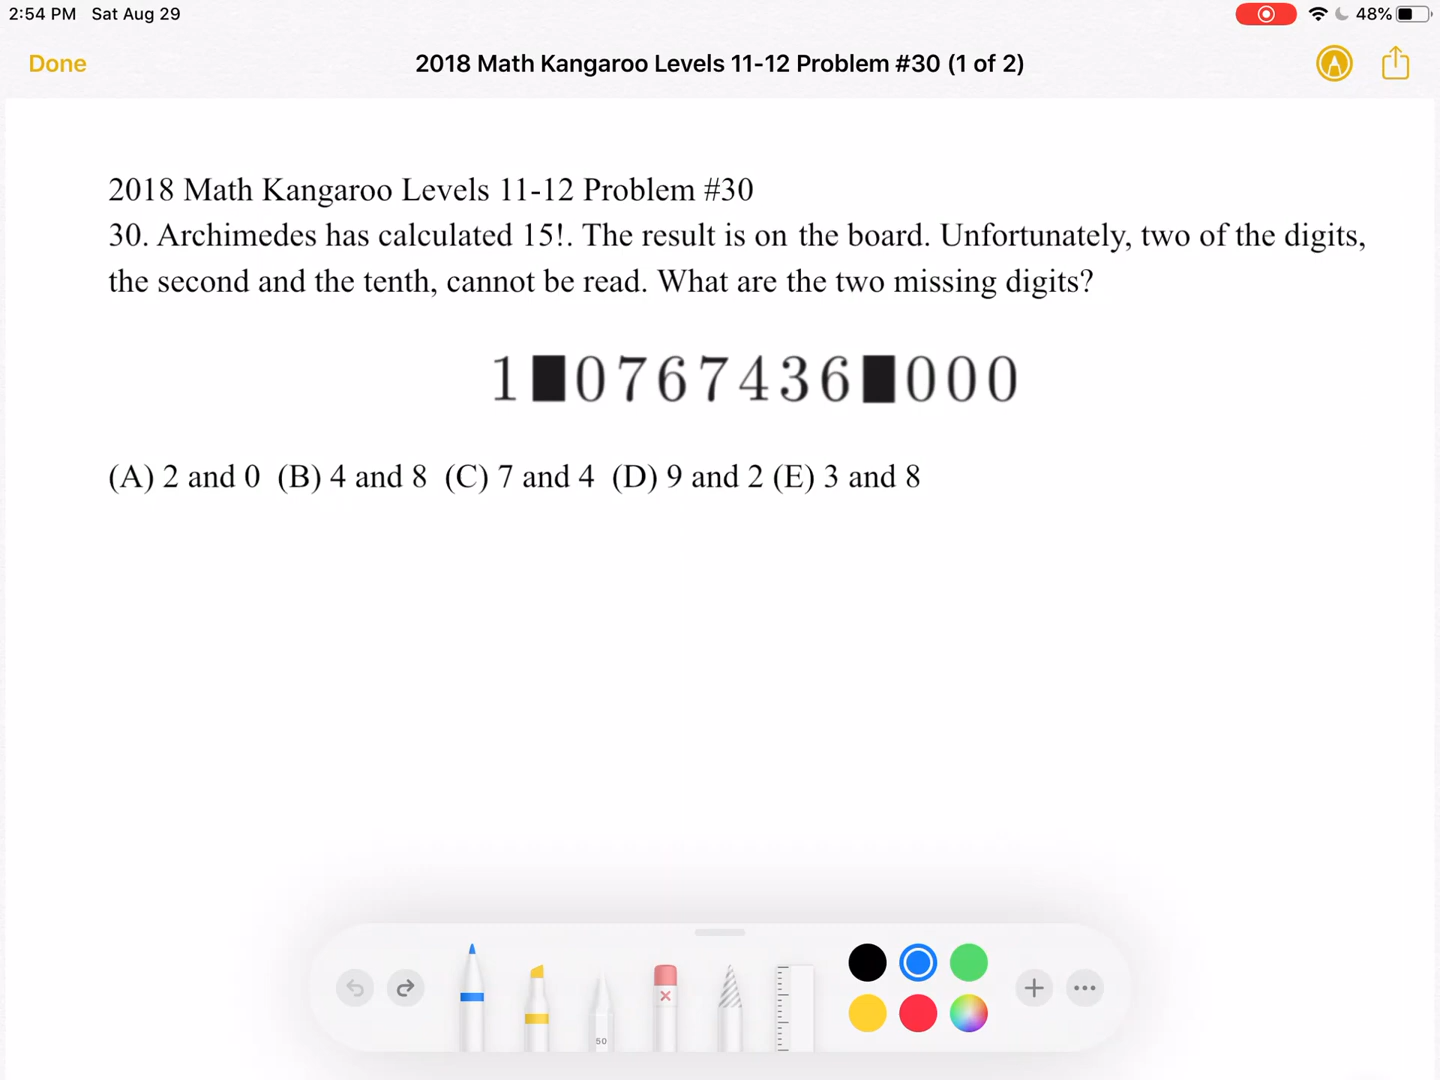 2:54 PM Sat Aug 29
48%
Done
2018 Math Kangaroo Levels 11-12 Problem #30 (1 of 2)
2018 Math Kangaroo Levels 11-12 Problem #30
30. Archimedes has calculated 15!. The result is on the board. Unfortunately, two of the digits,
the second and the tenth, cannot be read. What are the two missing digits?
1■0767436■000
(A) 2 and 0 (B) 4 and 8 (C) 7 and 4 (D) 9 and 2 (E) 3 and 8
50